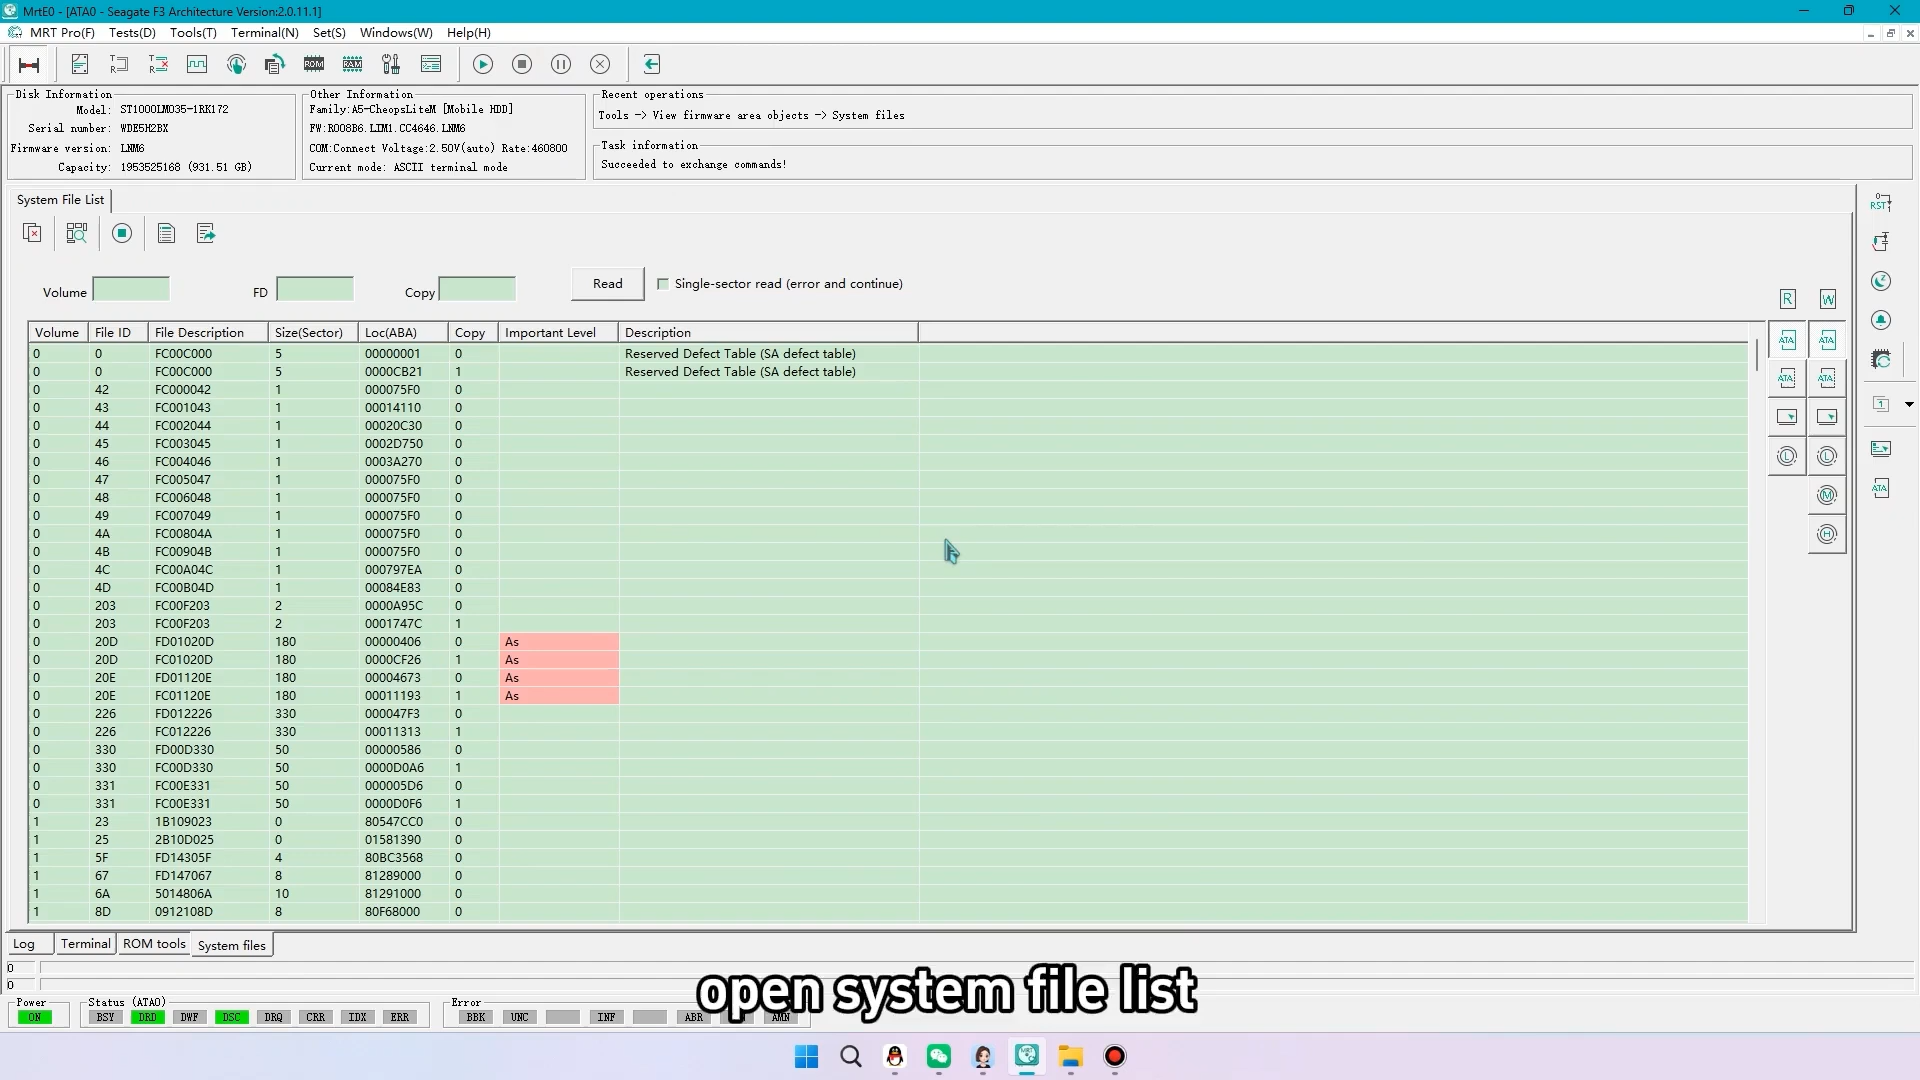 MrtE0 - [ATA0 - Seagate F3 Architecture Version:2.0.11.1]
MRT Pro(F) Tests(D) Tools(T) Terminal(N) Set(S) Windows(W) Help(H)
ROM RAM
Disk Information
Model: ST1000LM035-1RK172
Serial number: WDE5H2BX
Firmware version: LNM6
Capacity: 1953525168 (931.51 GB)
Other Information
Family:A5-CheopsLiteM [Mobile HDD]
FW:R008B6.LIM1.CC4646.LNM6
COM:Connect Voltage:2.50V(auto) Rate:460800
Current mode: ASCII terminal mode
Recent operations
Tools -> View firmware area objects -> System files
Task information
Succeeded to exchange commands!
System File List
Volume FD Copy Read Single-sector read (error and continue)
Volume File ID File Description Size(Sector) Loc(ABA) Copy Important Level Description
0 0 FC00C000 5 00000001 0 Reserved Defect Table (SA defect table)
0 0 FC00C000 5 0000CB21 1 Reserved Defect Table (SA defect table)
0 42 FC000042 1 000075F0 0
0 43 FC001043 1 00014110 0
0 44 FC002044 1 00020C30 0
0 45 FC003045 1 0002D750 0
0 46 FC004046 1 0003A270 0
0 47 FC005047 1 000075F0 0
0 48 FC006048 1 000075F0 0
0 49 FC007049 1 000075F0 0
0 4A FC00804A 1 000075F0 0
0 4B FC00904B 1 000075F0 0
0 4C FC00A04C 1 000797EA 0
0 4D FC00B04D 1 00084E83 0
0 203 FC00F203 2 0000A95C 0
0 203 FC00F203 2 0001747C 1
0 20D FD01020D 180 00000406 0 As
0 20D FC01020D 180 0000CF26 1 As
0 20E FD01120E 180 00004673 0 As
0 20E FC01120E 180 00011193 1 As
0 226 FD012226 330 000047F3 0
0 226 FC012226 330 00011313 1
0 330 FD00D330 50 00000586 0
0 330 FC00D330 50 0000D0A6 1
0 331 FC00E331 50 000005D6 0
0 331 FC00E331 50 0000D0F6 1
1 23 1B109023 0 80547CC0 0
1 25 2B10D025 0 01581390 0
1 5F FD14305F 4 80BC3568 0
1 67 FD147067 8 81289000 0
1 6A 5014806A 10 81291000 0
1 8D 0912108D 8 80F68000 0
R W
ATA ATA
ATA ATA
L L
M
H
RST
1
ATA
Log Terminal ROM tools System files
0
0
open system file list
Power
ON
Status (ATA0)
BSY DRD DWF DSC DRQ CRR IDX ERR
Error
BBK UNC INF ABR AMN